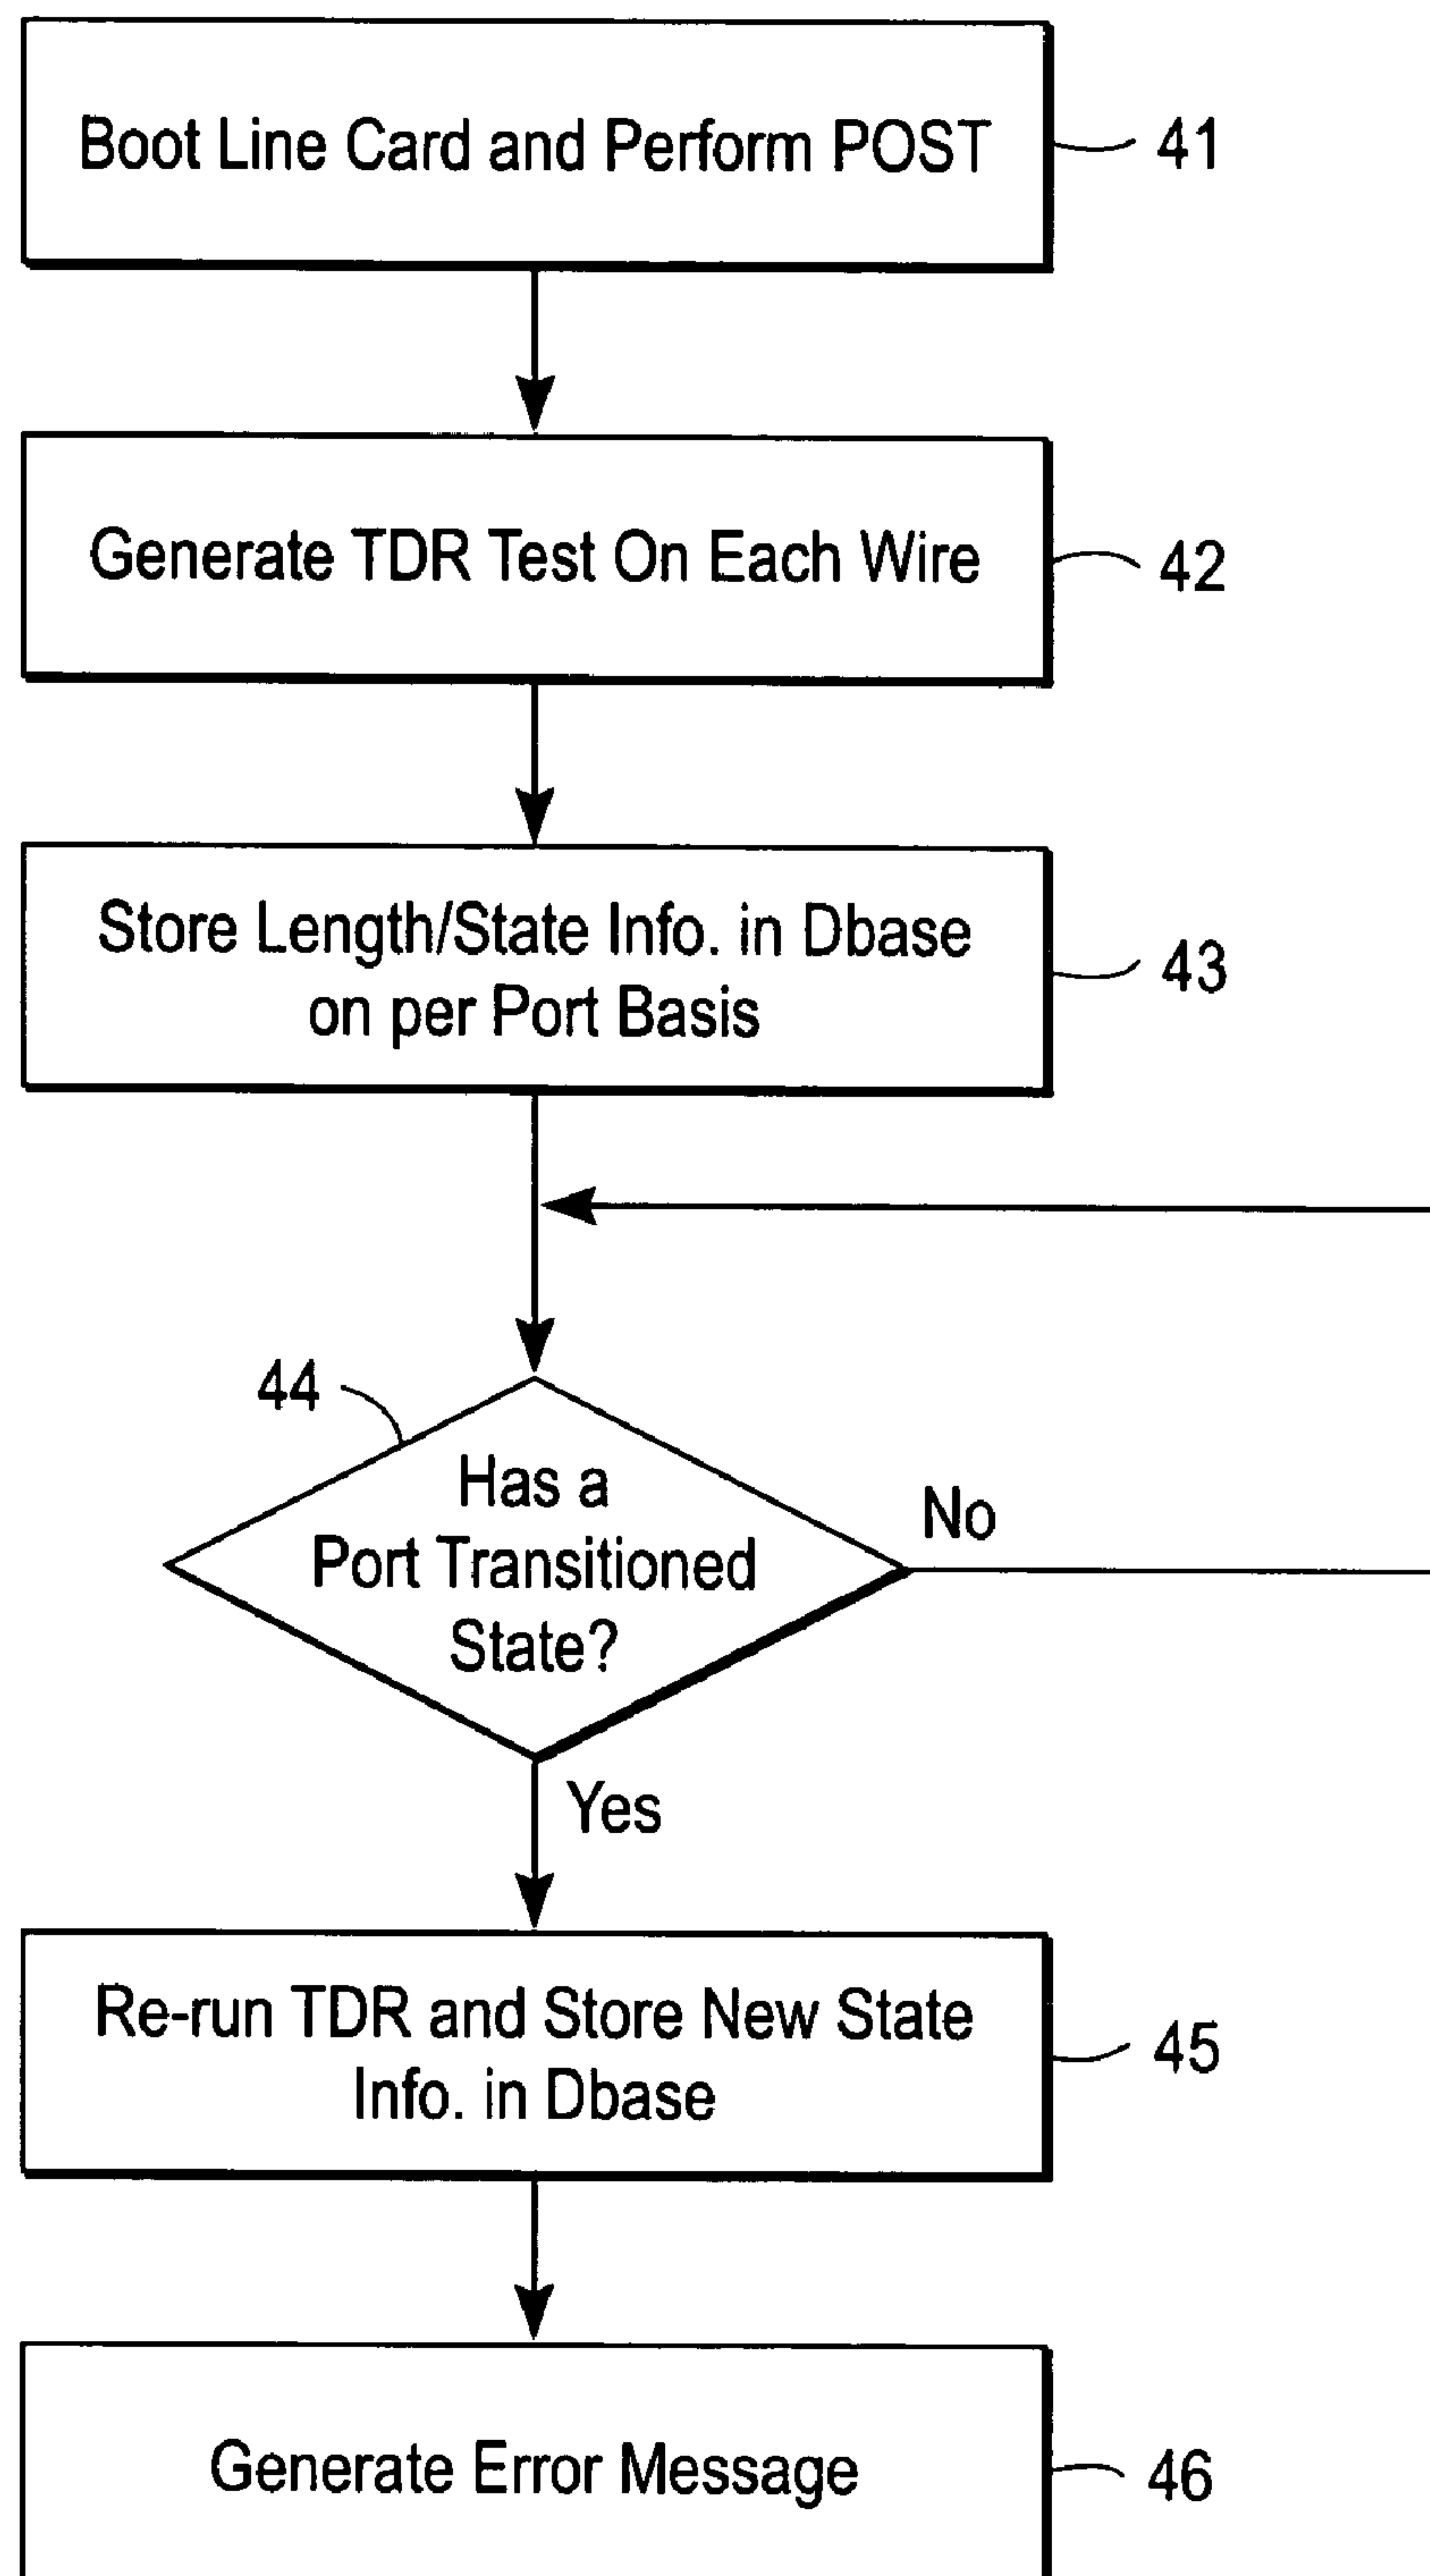 Boot Line Card and Perform POST
41
Generate TDR Test On Each Wire
42
Store Length/State Info. in Dbase
on per Port Basis
43
44
Has a
Port Transitioned
State?
No
Yes
Re-run TDR and Store New State
Info. in Dbase
45
Generate Error Message
46